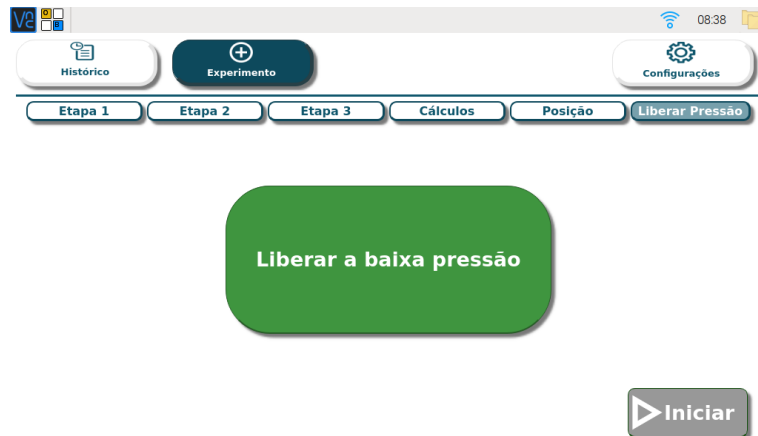 08:38
Histórico
Experimento
Configurações
Etapa 1
Etapa 2
Etapa 3
Cálculos
Posição
Liberar Pressão
Liberar a baixa pressão
Iniciar